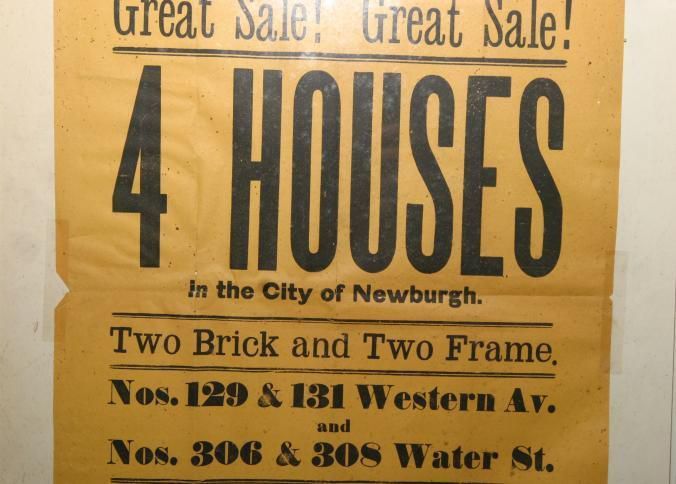 Great Sale! Great Sale!
4 HOUSES
in the City of Newburgh.
Two Brick and Two Frame.
Nos. 129 & 131 Western Av.
and
Nos. 306 & 308 Water St.